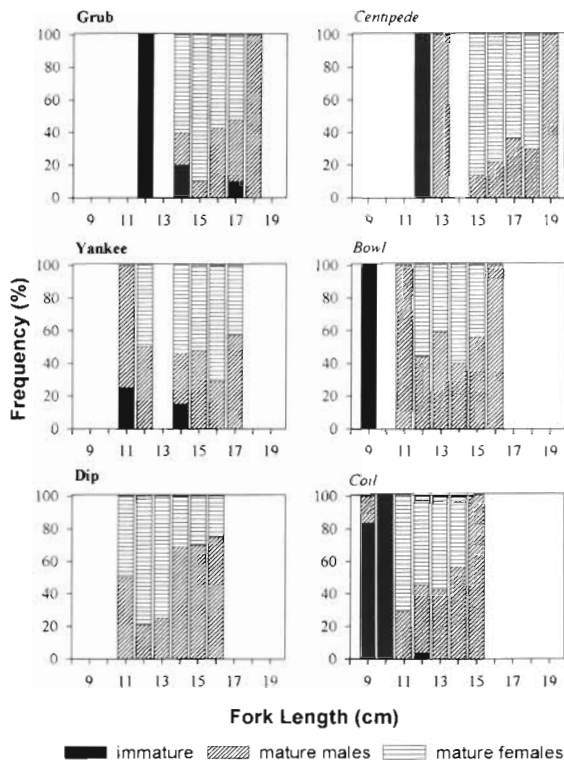 Grub
100
80
60
40
20
0
9 11 13 15 17 19
Centipede
100
80
60
40
20
0
9 11 13 15 17 19
Yankee
100
80
60
40
20
0
9 11 13 15 17 19
Bowl
100
80
60
40
20
0
9 11 13 15 17 19
Dip
100
80
60
40
20
0
9 11 13 15 17 19
Coil
100
80
60
40
20
0
9 11 13 15 17 19
Frequency (%)
Fork Length (cm)
immature mature males mature females